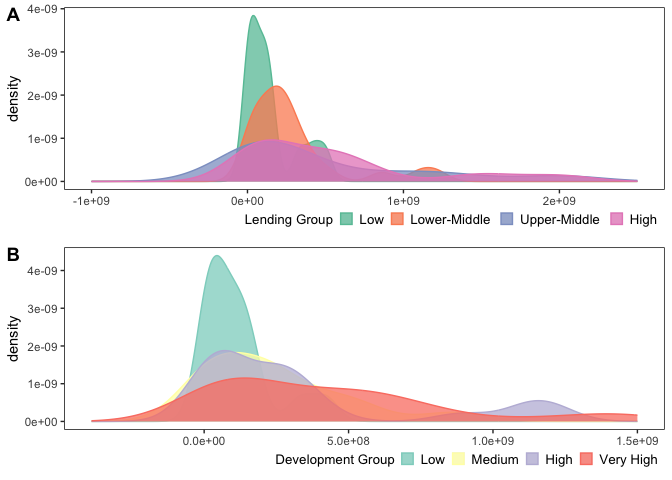 A
density
4e-09
3e-09
2e-09
1e-09
0e+00
-1e+09 0e+00 1e+09 2e+09
Lending Group Low Lower-Middle Upper-Middle High
B
density
4e-09
3e-09
2e-09
1e-09
0e+00
0.0e+00 5.0e+08 1.0e+09 1.5e+09
Development Group Low Medium High Very High